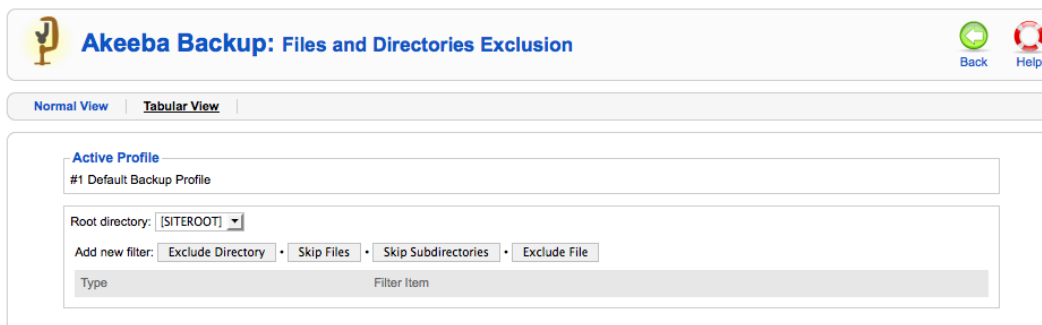 Akeeba Backup: Files and Directories Exclusion
Back
Help
Normal View
Tabular View
Active Profile
#1 Default Backup Profile
Root directory: [SITEROOT]
Add new filter: Exclude Directory • Skip Files • Skip Subdirectories • Exclude File
Type Filter Item